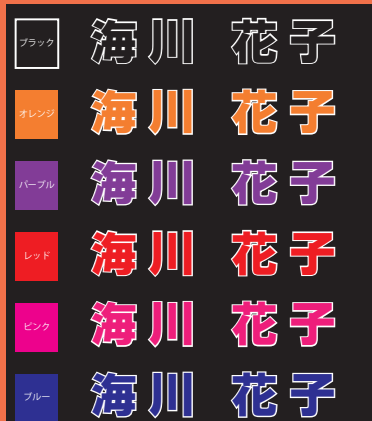 ブラック 海川 花子
オレンジ 海川 花子
パープル 海川 花子
レッド 海川 花子
ピンク 海川 花子
ブルー 海川 花子